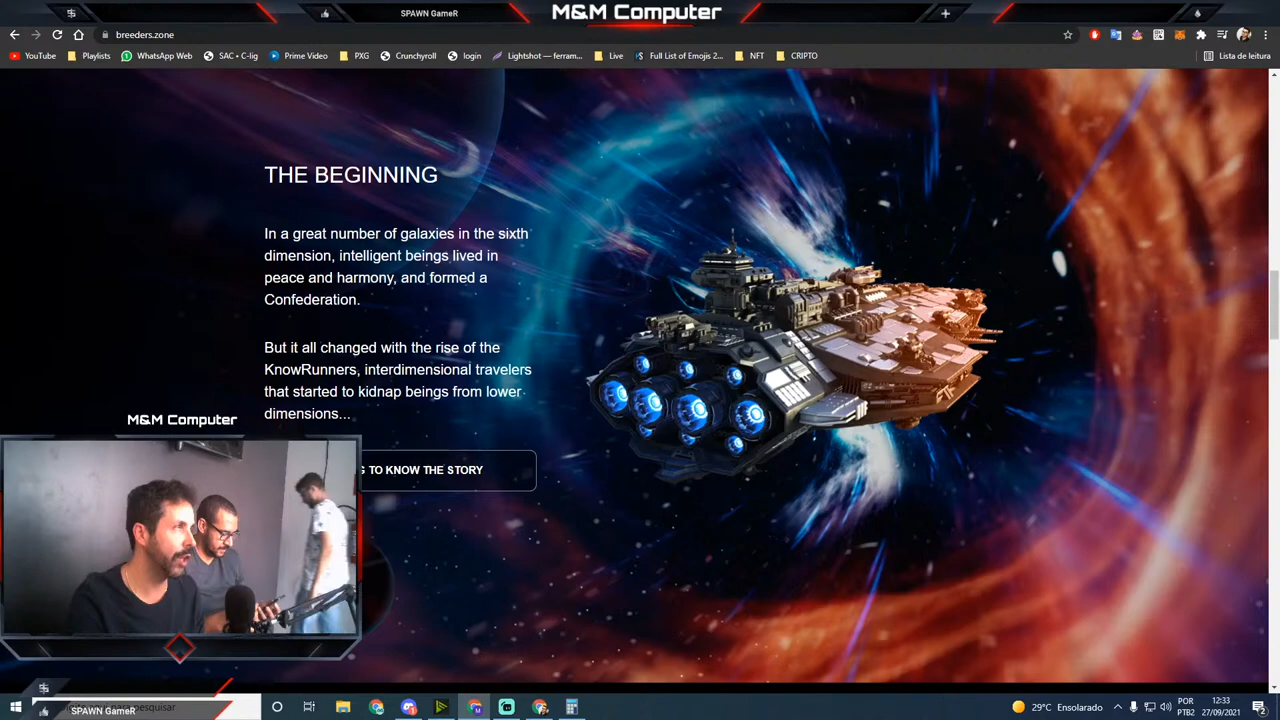 SPAWN GameR
M&M Computer
breeders.zone
YouTube
Playlists
WhatsApp Web
SAC • C-lig
Prime Video
PXG
Crunchyroll
login
Lightshot — ferram...
Live
Full List of Emojis 2...
NFT
CRIPTO
Lista de leitura
THE BEGINNING
In a great number of galaxies in the sixth
dimension, intelligent beings lived in
peace and harmony, and formed a
Confederation.
But it all changed with the rise of the
KnowRunners, interdimensional travelers
that started to kidnap beings from lower
dimensions...
M&M Computer
TO KNOW THE STORY
SPAWN GameR
pesquisar
29°C Ensolarado
POR
PTB2
12:33
27/09/2021
2